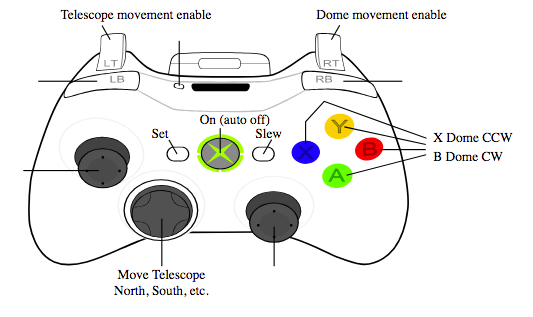 Telescope movement enable
Dome movement enable
LT
RT
LB
RB
On (auto off)
Set
Slew
Y
X
B
A
X Dome CCW
B Dome CW
Move Telescope
North, South, etc.